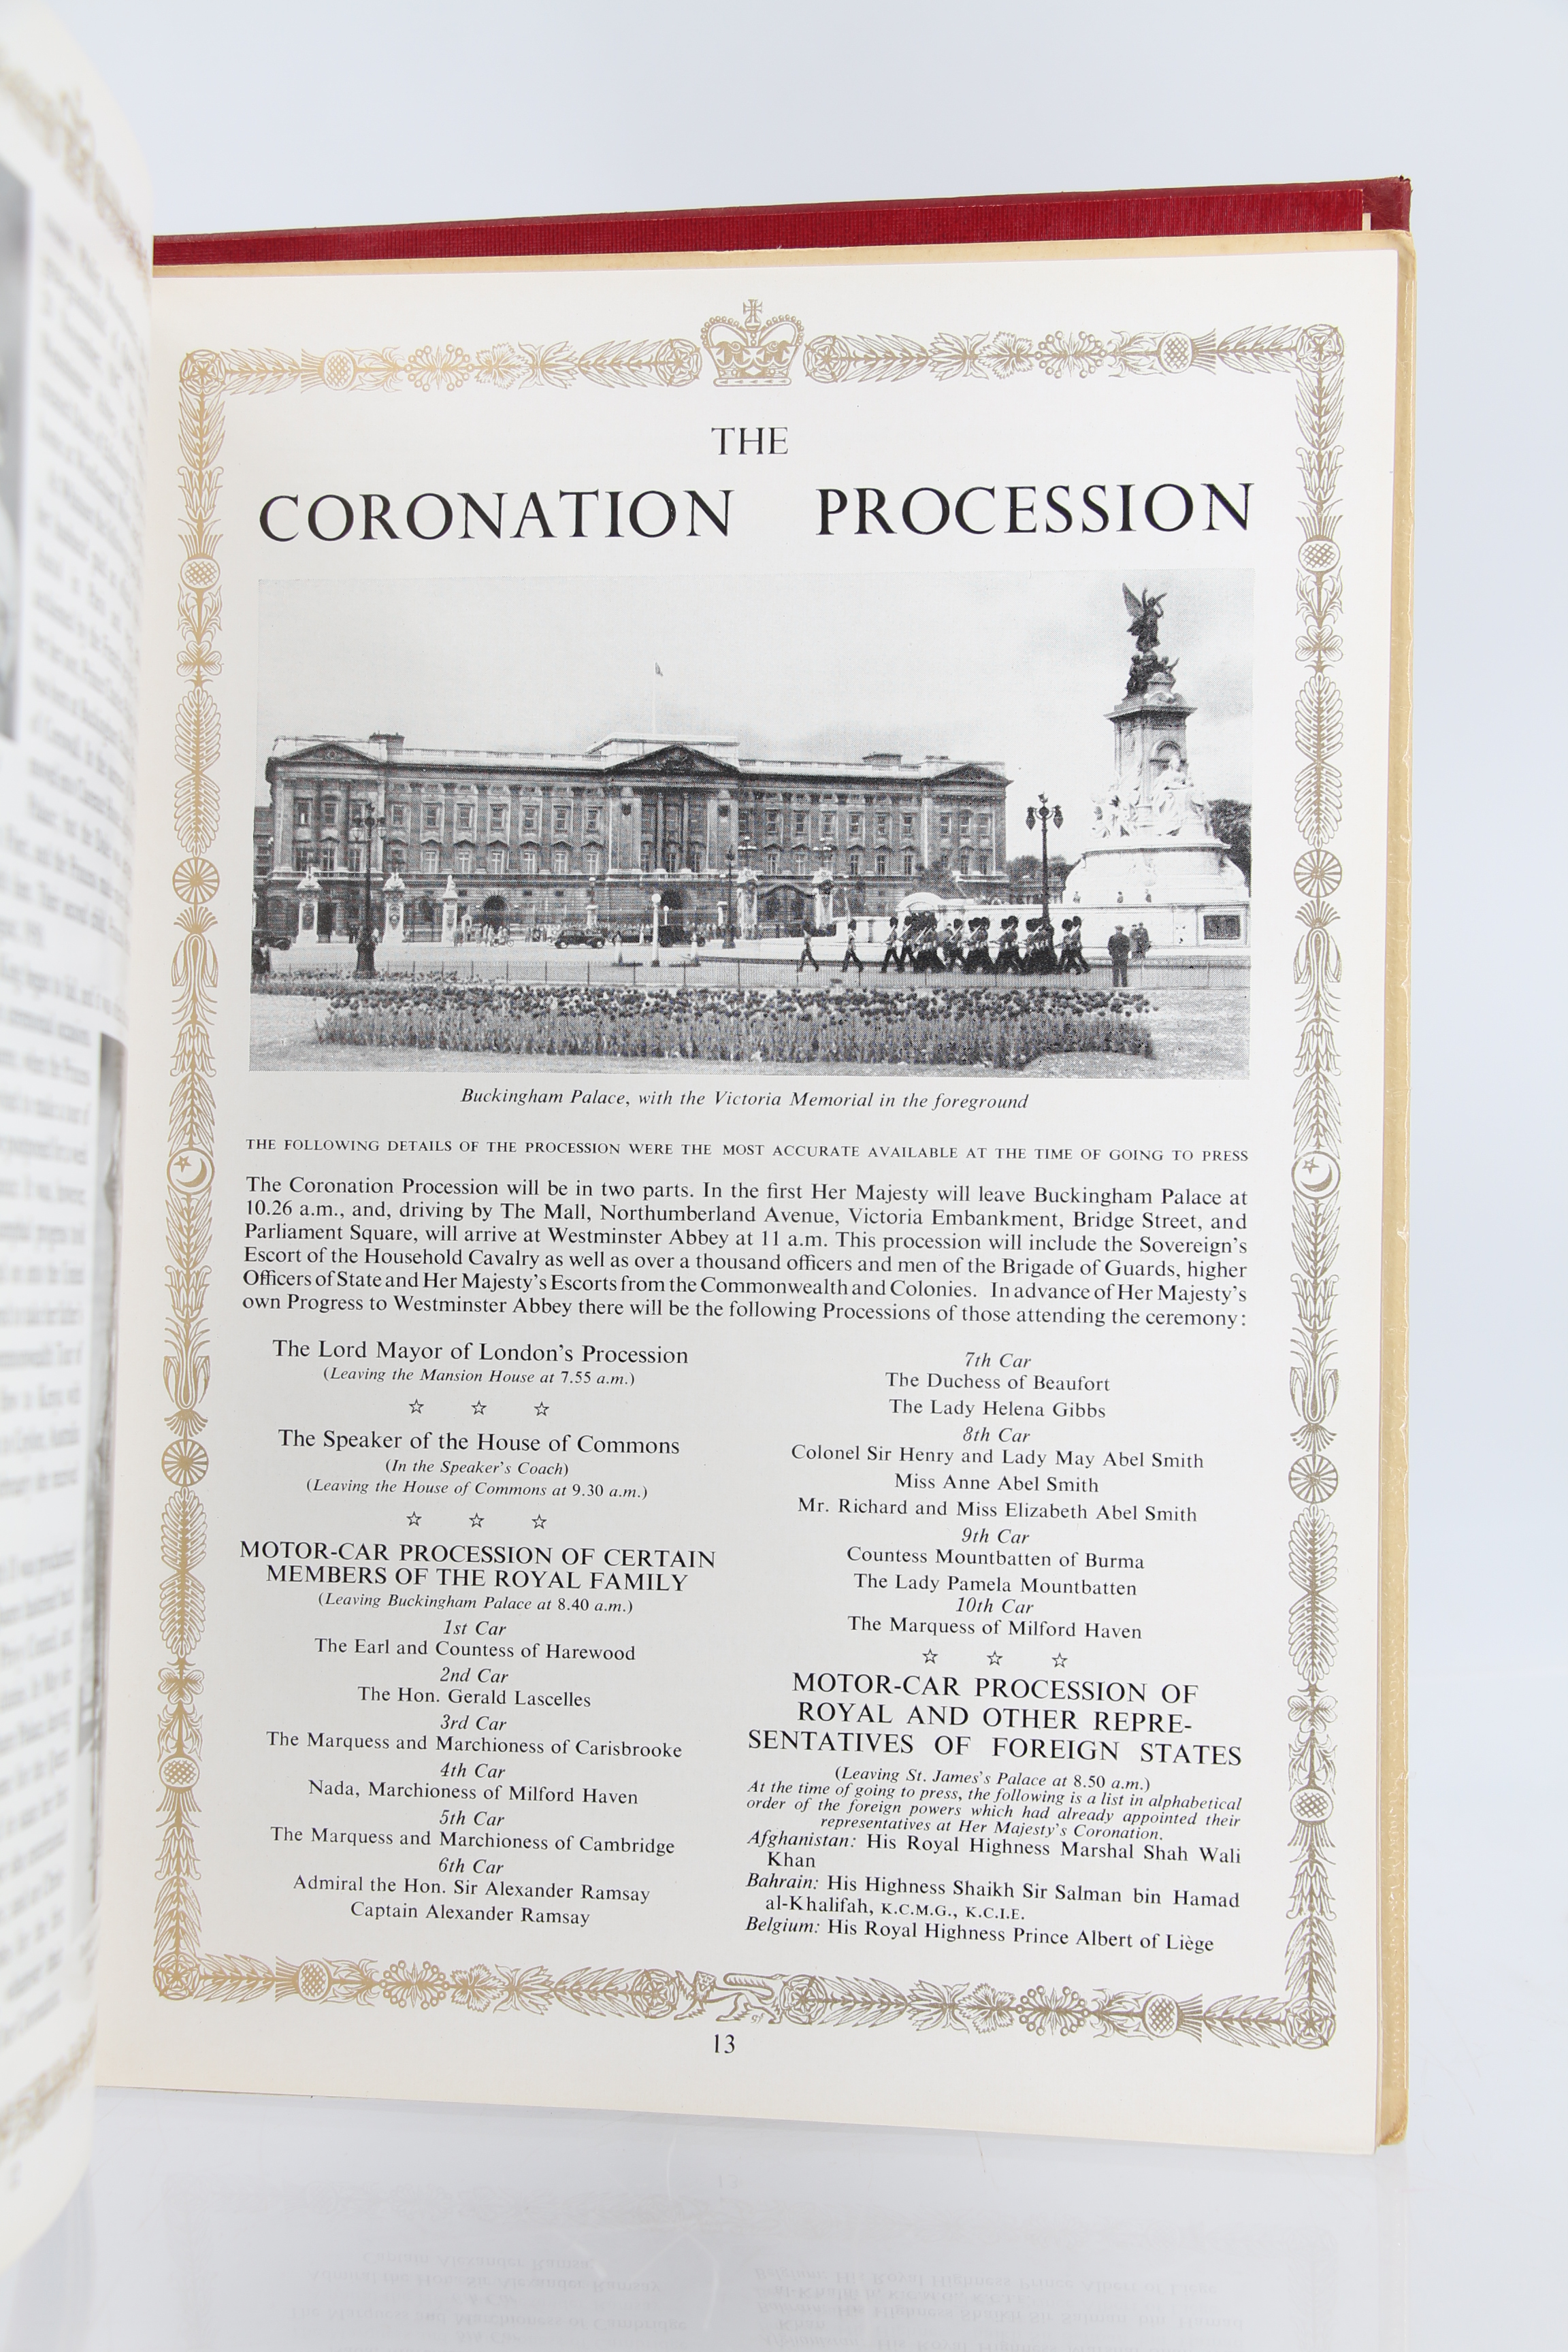 THE
CORONATION PROCESSION
Buckingham Palace, with the Victoria Memorial in the foreground
THE FOLLOWING DETAILS OF THE PROCESSION WERE THE MOST ACCURATE AVAILABLE AT THE TIME OF GOING TO PRESS
The Coronation Procession will be in two parts. In the first Her Majesty will leave Buckingham Palace at
10.26 a.m., and, driving by The Mall, Northumberland Avenue, Victoria Embankment, Bridge Street, and
Parliament Square, will arrive at Westminster Abbey at 11 a.m. This procession will include the Sovereign's
Escort of the Household Cavalry as well as over a thousand officers and men of the Brigade of Guards, higher
Officers of State and Her Majesty's Escorts from the Commonwealth and Colonies. In advance of Her Majesty's
own Progress to Westminster Abbey there will be the following Processions of those attending the ceremony:
The Lord Mayor of London's Procession
(Leaving the Mansion House at 7.55 a.m.)
☆ ☆ ☆
The Speaker of the House of Commons
(In the Speaker's Coach)
(Leaving the House of Commons at 9.30 a.m.)
☆ ☆ ☆
MOTOR-CAR PROCESSION OF CERTAIN
MEMBERS OF THE ROYAL FAMILY
(Leaving Buckingham Palace at 8.40 a.m.)
1st Car
The Earl and Countess of Harewood
2nd Car
The Hon. Gerald Lascelles
3rd Car
The Marquess and Marchioness of Carisbrooke
4th Car
Nada, Marchioness of Milford Haven
5th Car
The Marquess and Marchioness of Cambridge
6th Car
Admiral the Hon. Sir Alexander Ramsay
Captain Alexander Ramsay
7th Car
The Duchess of Beaufort
The Lady Helena Gibbs
8th Car
Colonel Sir Henry and Lady May Abel Smith
Miss Anne Abel Smith
Mr. Richard and Miss Elizabeth Abel Smith
9th Car
Countess Mountbatten of Burma
The Lady Pamela Mountbatten
10th Car
The Marquess of Milford Haven
☆ ☆ ☆
MOTOR-CAR PROCESSION OF
ROYAL AND OTHER REPRE-
SENTATIVES OF FOREIGN STATES
(Leaving St. James's Palace at 8.50 a.m.)
At the time of going to press, the following is a list in alphabetical
order of the foreign powers which had already appointed their
representatives at Her Majesty's Coronation.
Afghanistan: His Royal Highness Marshal Shah Wali
Khan
Bahrain: His Highness Shaikh Sir Salman bin Hamad
al-Khalifah, K.C.M.G., K.C.I.E.
Belgium: His Royal Highness Prince Albert of Liège
13